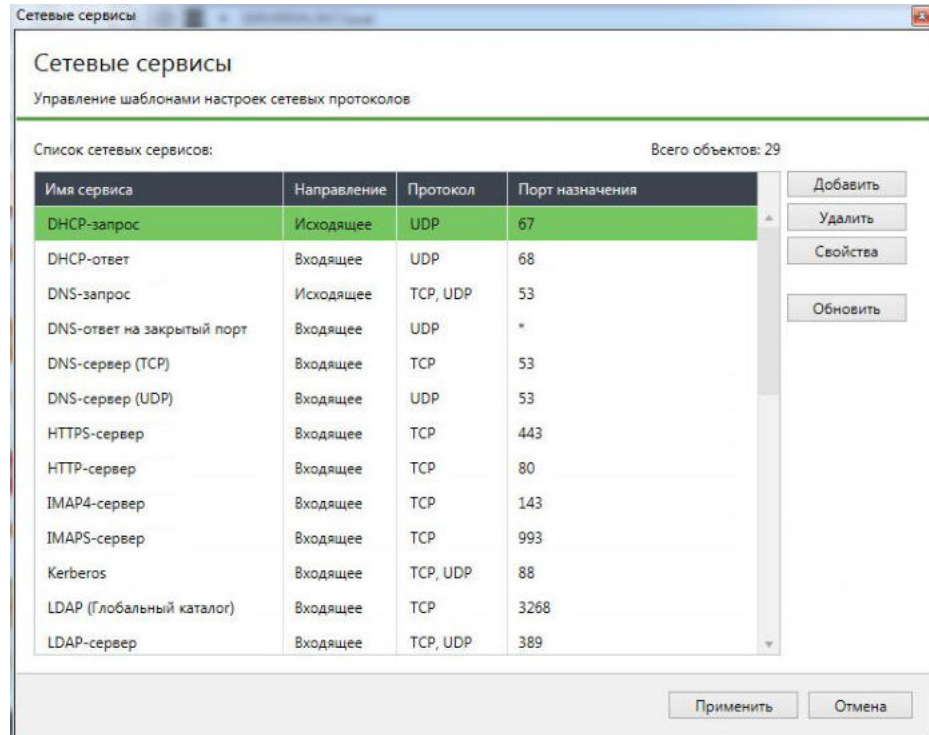 Сетевые сервисы
Сетевые сервисы
Управление шаблонами настроек сетевых протоколов
Список сетевых сервисов: Всего объектов: 29
Имя сервиса Направление Протокол Порт назначения Добавить
DHCP-запрос Исходящее UDP 67 Удалить
DHCP-ответ Входящее UDP 68 Свойства
DNS-запрос Исходящее TCP, UDP 53 Обновить
DNS-ответ на закрытый порт Входящее UDP *
DNS-сервер (TCP) Входящее TCP 53
DNS-сервер (UDP) Входящее UDP 53
HTTPS-сервер Входящее TCP 443
HTTP-сервер Входящее TCP 80
IMAP4-сервер Входящее TCP 143
IMAPS-сервер Входящее TCP 993
Kerberos Входящее TCP, UDP 88
LDAP (Глобальный каталог) Входящее TCP 3268
LDAP-сервер Входящее TCP, UDP 389
Применить Отмена